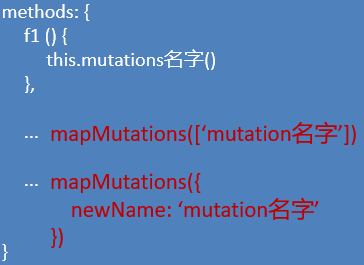 methods: {
f1 () {
this.mutations名字()
},
... mapMutations([‘mutation名字’])
... mapMutations({
newName: ‘mutation名字’
})
}